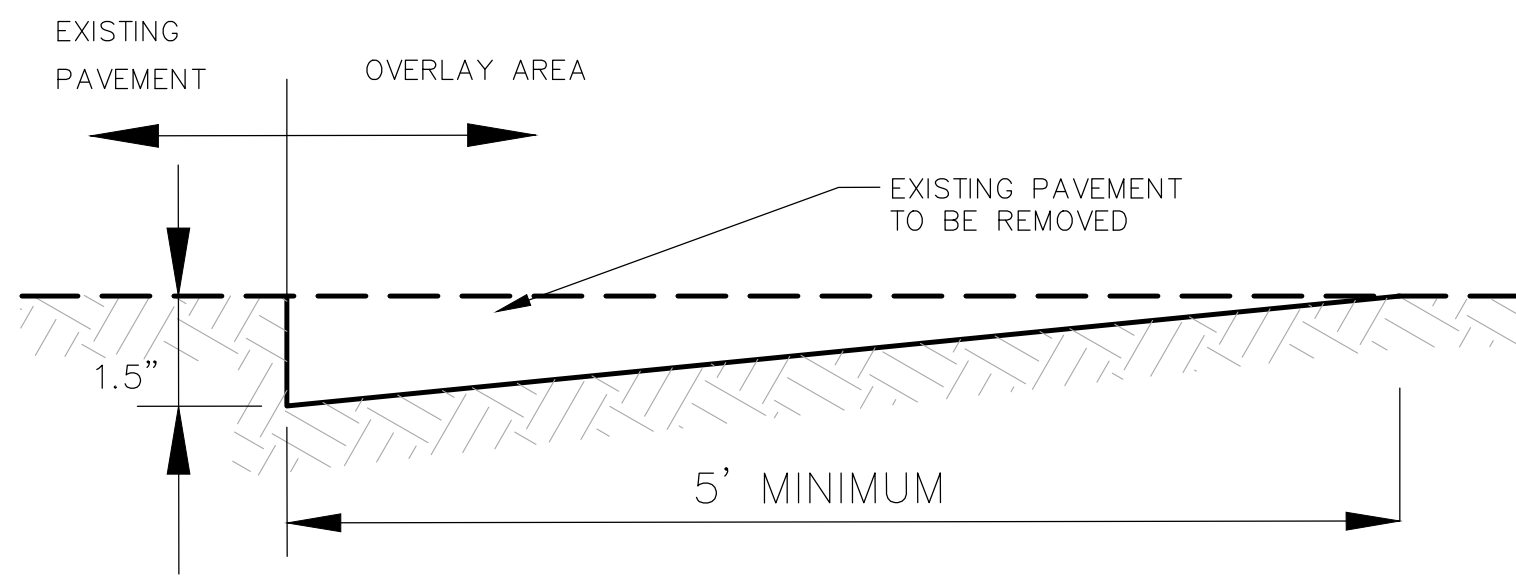 EXISTING
PAVEMENT
OVERLAY AREA
EXISTING PAVEMENT
TO BE REMOVED
1.5”
5’ MINIMUM